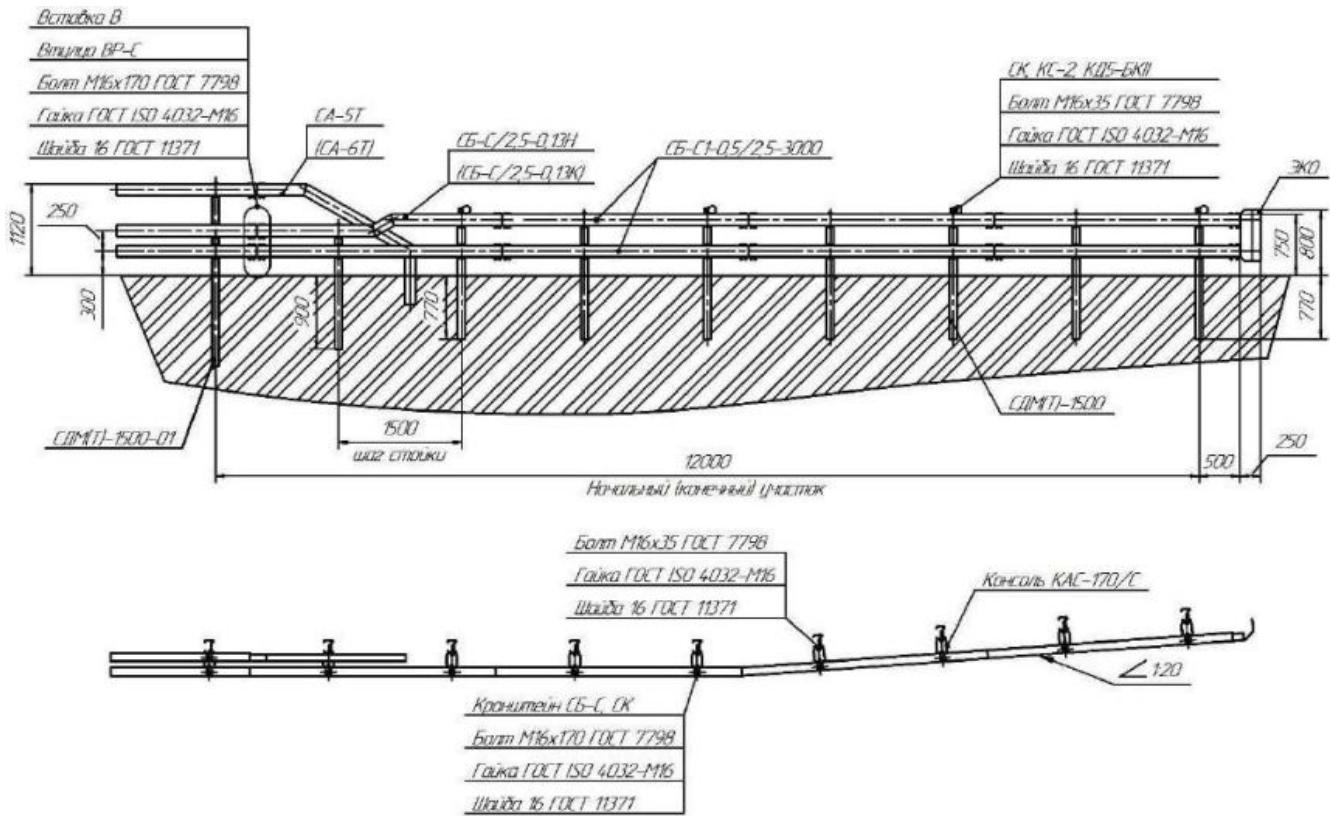 Вставка В
Втулка ВР-С
Болт М16х170 ГОСТ 7798
Гайка ГОСТ ISO 4032-М16
Шайба 16 ГОСТ 11371
СА-5Т
(СА-6Т)
СБ-С/2,5-0,13Н
(СБ-С/2,5-0,13К)
СБ-С1-0,5/2,5-3000
СК, КС-2, КД5-БКII
Болт М16х35 ГОСТ 7798
Гайка ГОСТ ISO 4032-М16
Шайба 16 ГОСТ 11371
ЭКО
1120
250
300
900
770
750
800
770
СДМ(Т)-1500-01
1500
шаг стойки
СДМ(Т)-1500
12000
500
250
Начальный (конечный) участок
Болт М16х35 ГОСТ 7798
Гайка ГОСТ ISO 4032-М16
Шайба 16 ГОСТ 11371
Консоль КАС-170/С
1:20
Кронштейн СБ-С, СК
Болт М16х170 ГОСТ 7798
Гайка ГОСТ ISO 4032-М16
Шайба 16 ГОСТ 11371